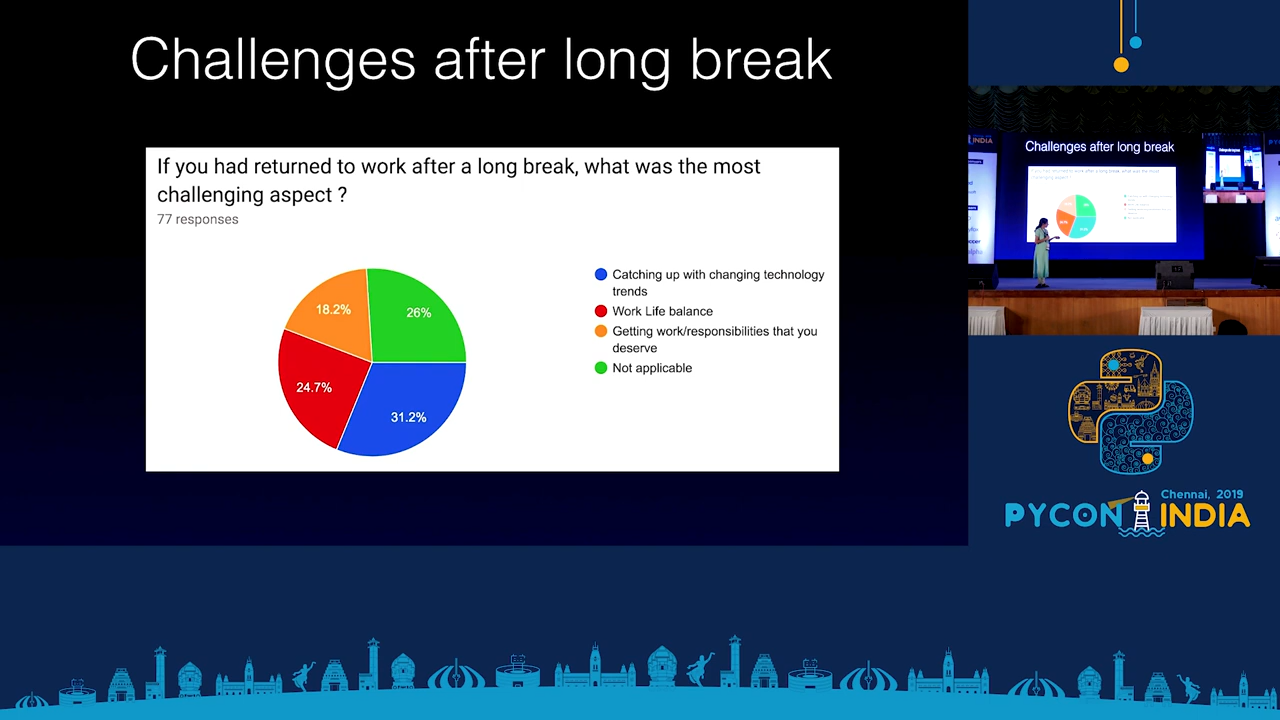 Challenges after long break
If you had returned to work after a long break, what was the most
challenging aspect ?
77 responses
18.2%
26%
24.7%
31.2%
Catching up with changing technology
trends
Work Life balance
Getting work/responsibilities that you
deserve
Not applicable
INDIA
Challenges after long break
Chennai, 2019
PYCON INDIA